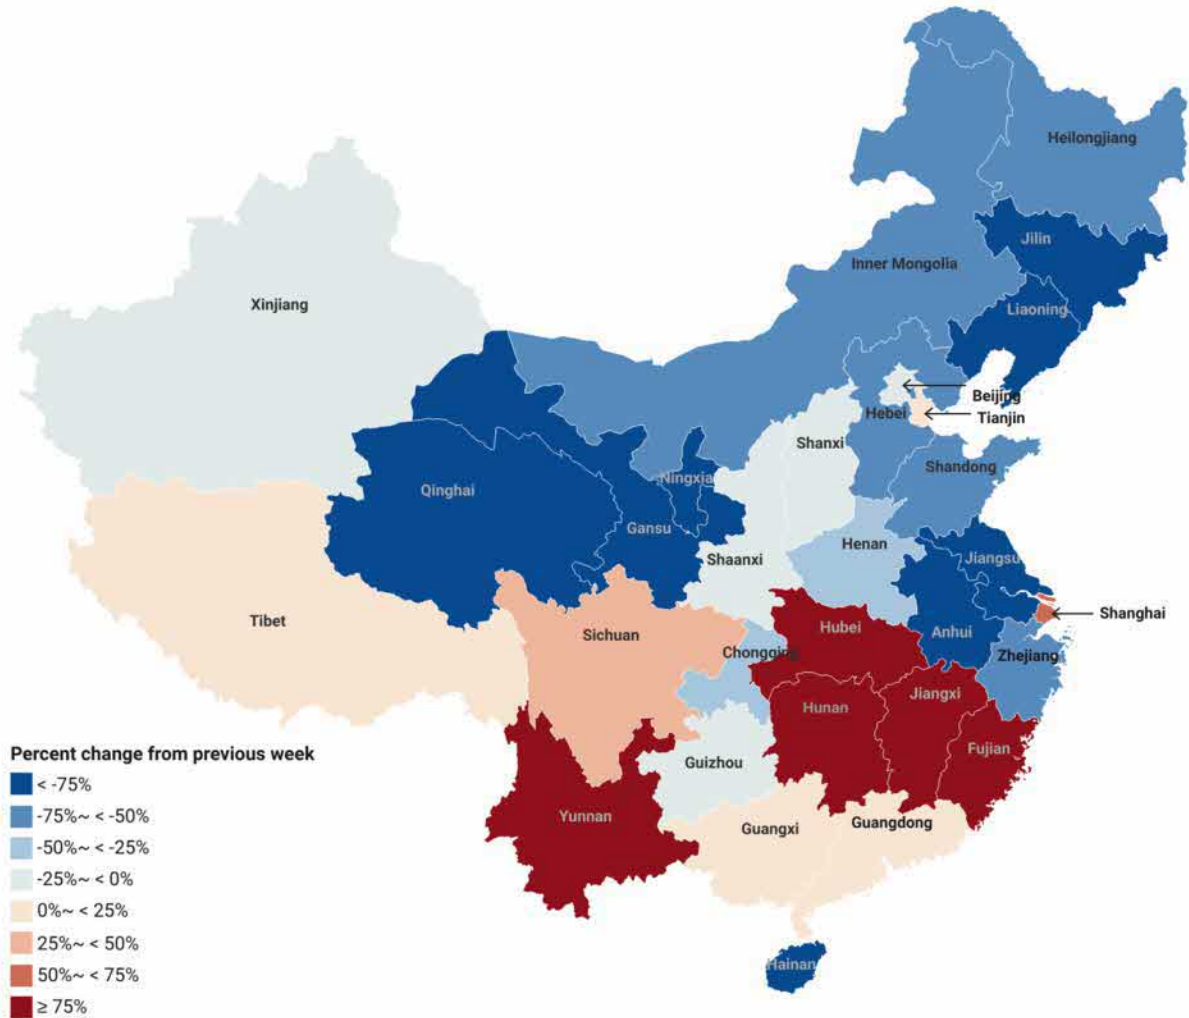 Heilongjiang
Jilin
Inner Mongolia
Xinjiang
Liaoning
Beijing
Hebei
Tianjin
Shanxi
Shandong
Ningxia
Qinghai
Gansu
Henan
Jiangsu
Shaanxi
Shanghai
Tibet
Sichuan
Hubei
Anhui
Chongqing
Zhejiang
Jiangxi
Hunan
Fujian
Percent change from previous week
Guizhou
< -75%
-75%~ < -50%
Yunnan
Guangdong
Guangxi
-50%~ < -25%
-25%~ < 0%
0%~ < 25%
25%~ < 50%
Hainan
50%~ < 75%
≥ 75%